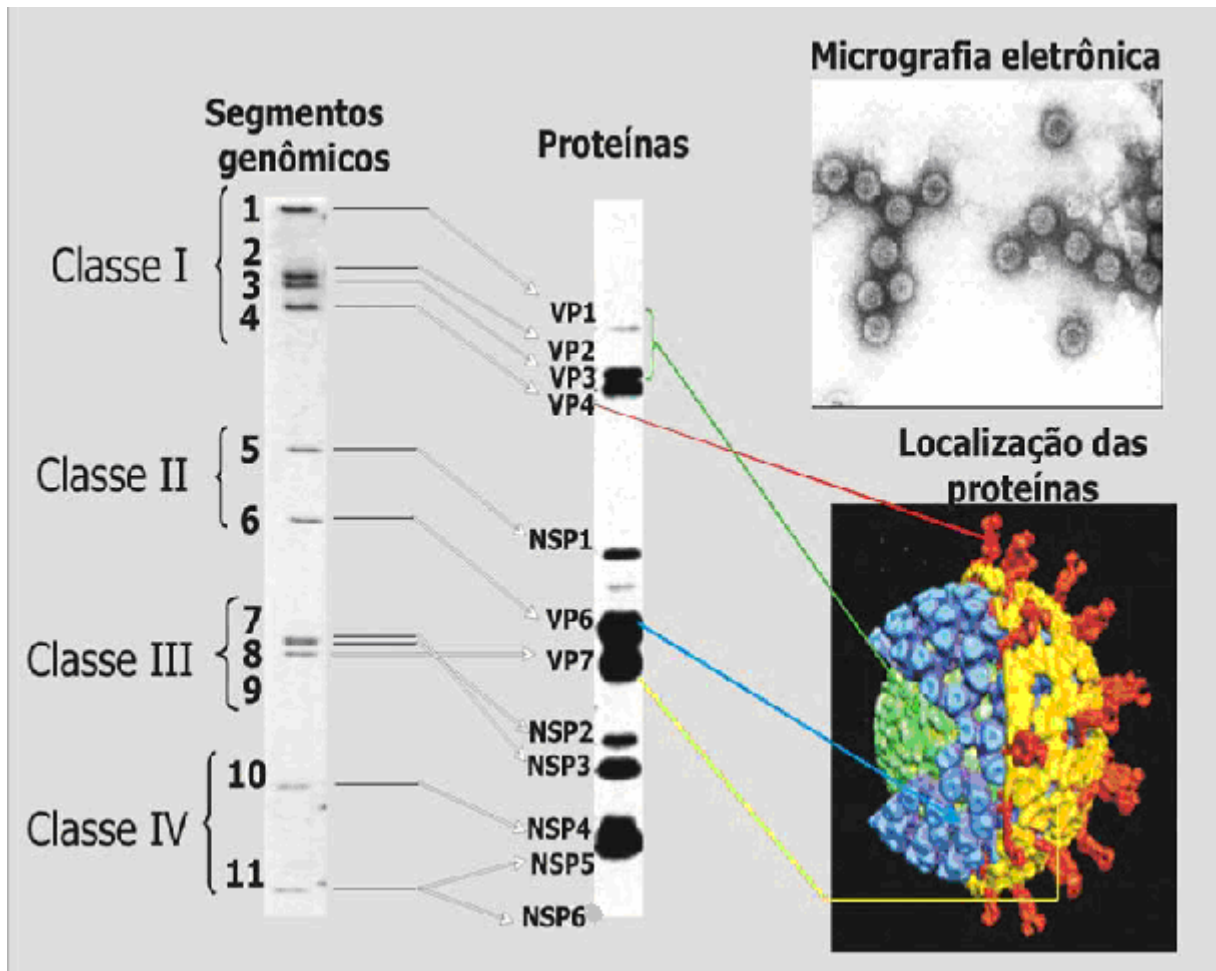 Micrografia eletrônica
Segmentos
genômicos
Proteínas
Classe I
1
2
3
4
VP1
VP2
VP3
VP4
Localização das
proteínas
Classe II
5
6
NSP1
Classe III
7
8
9
VP6
VP7
NSP2
NSP3
Classe IV
10
11
NSP4
NSP5
NSP6